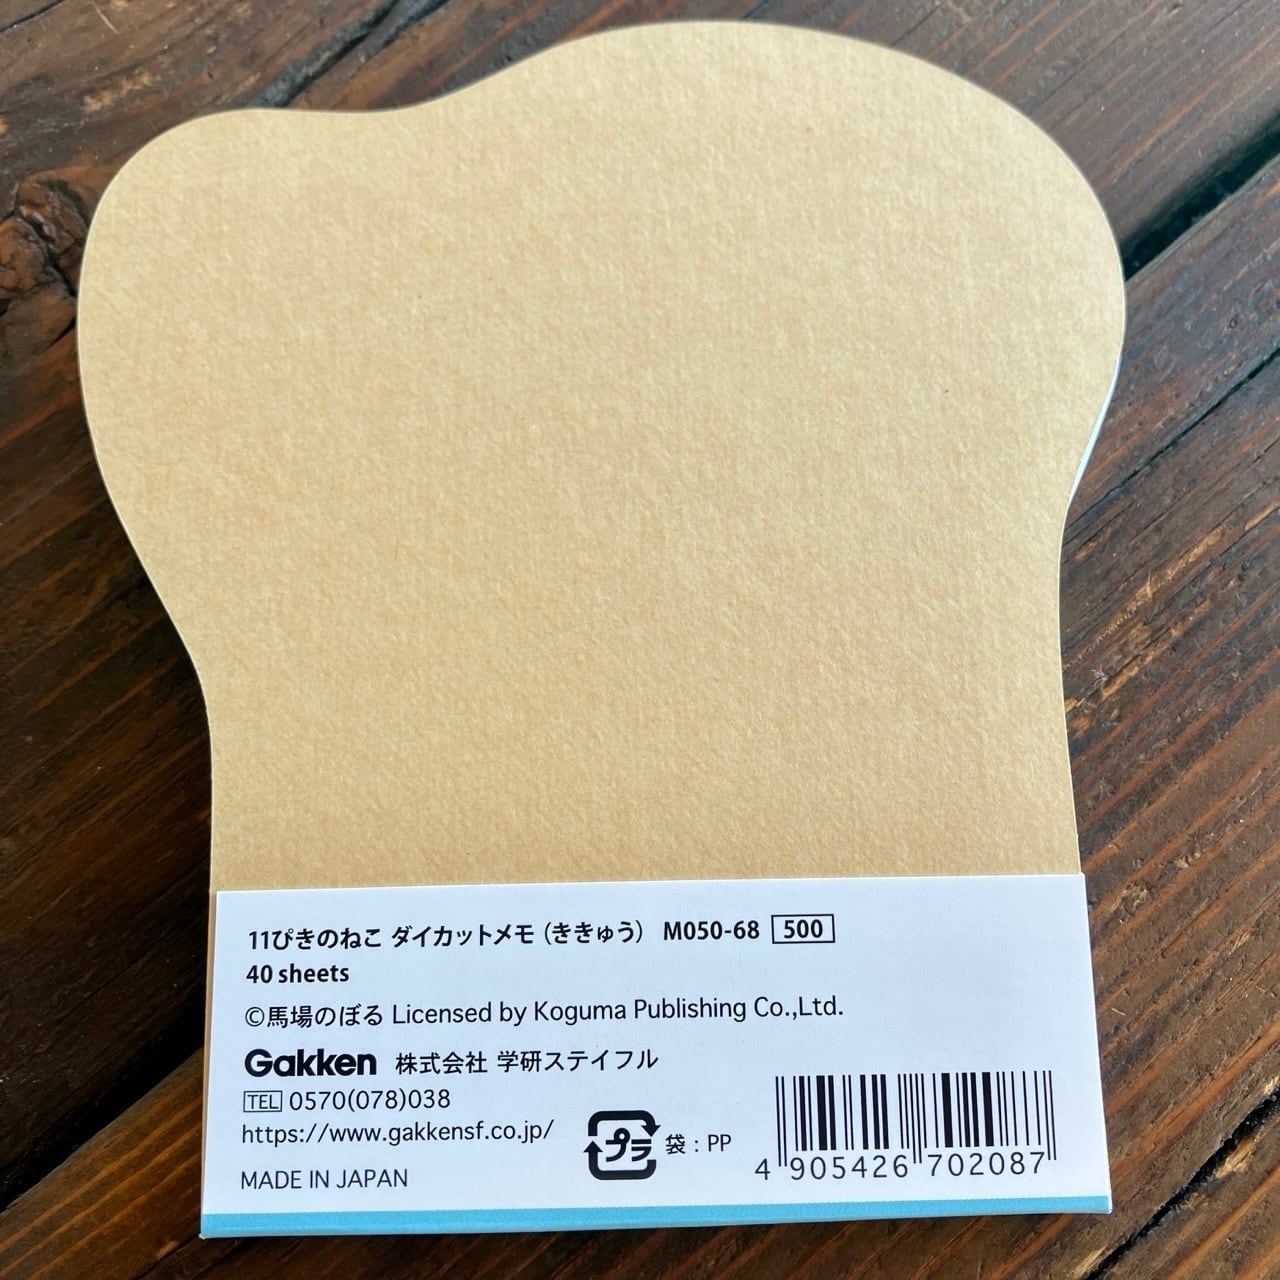 11ぴきのねこ ダイカットメモ（ききゅう） M050-68 500
40 sheets
©馬場のぼる Licensed by Koguma Publishing Co.,Ltd.
Gakken 株式会社 学研ステイフル
TEL 0570(078)038
https://www.gakkensf.co.jp/
プラ 袋：PP
MADE IN JAPAN
4 905426 702087